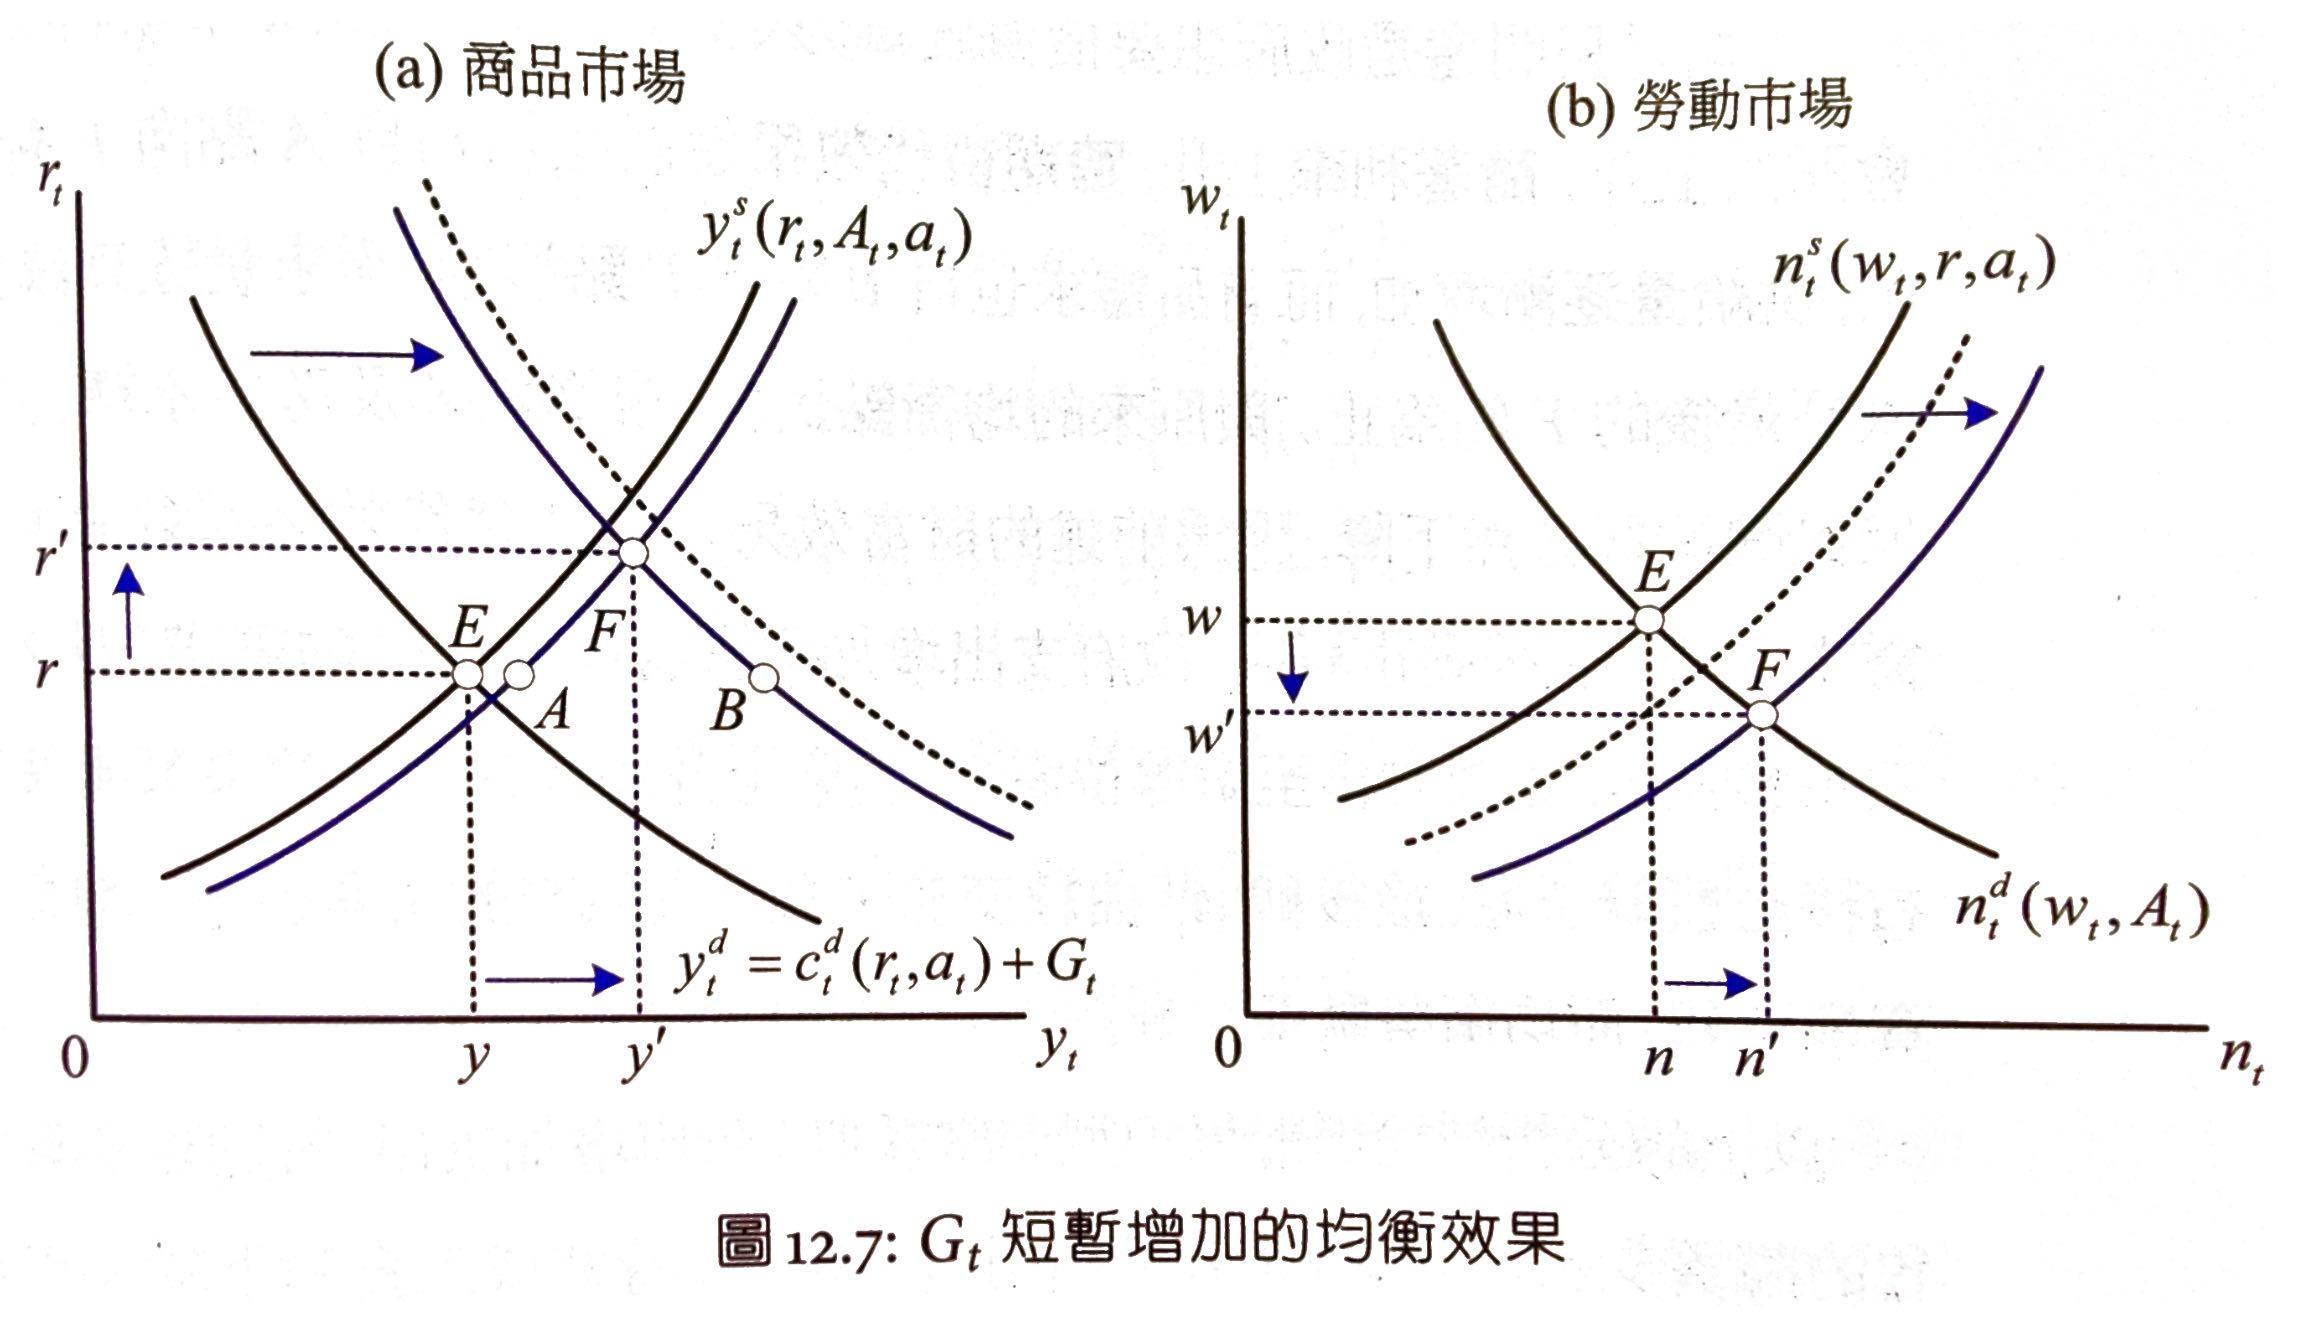 (a) 商品市場
(b) 勞動市場
r_t
y_t^s(r_t, A_t, a_t)
r′
r
E
F
A
B
y_t^d = c_t^d(r_t, a_t) + G_t
0
y
y′
y_t
w_t
n_t^s(w_t, r, a_t)
E
w
F
w′
n_t^d(w_t, A_t)
0
n
n′
n_t
圖 12.7: G_t 短暫增加的均衡效果